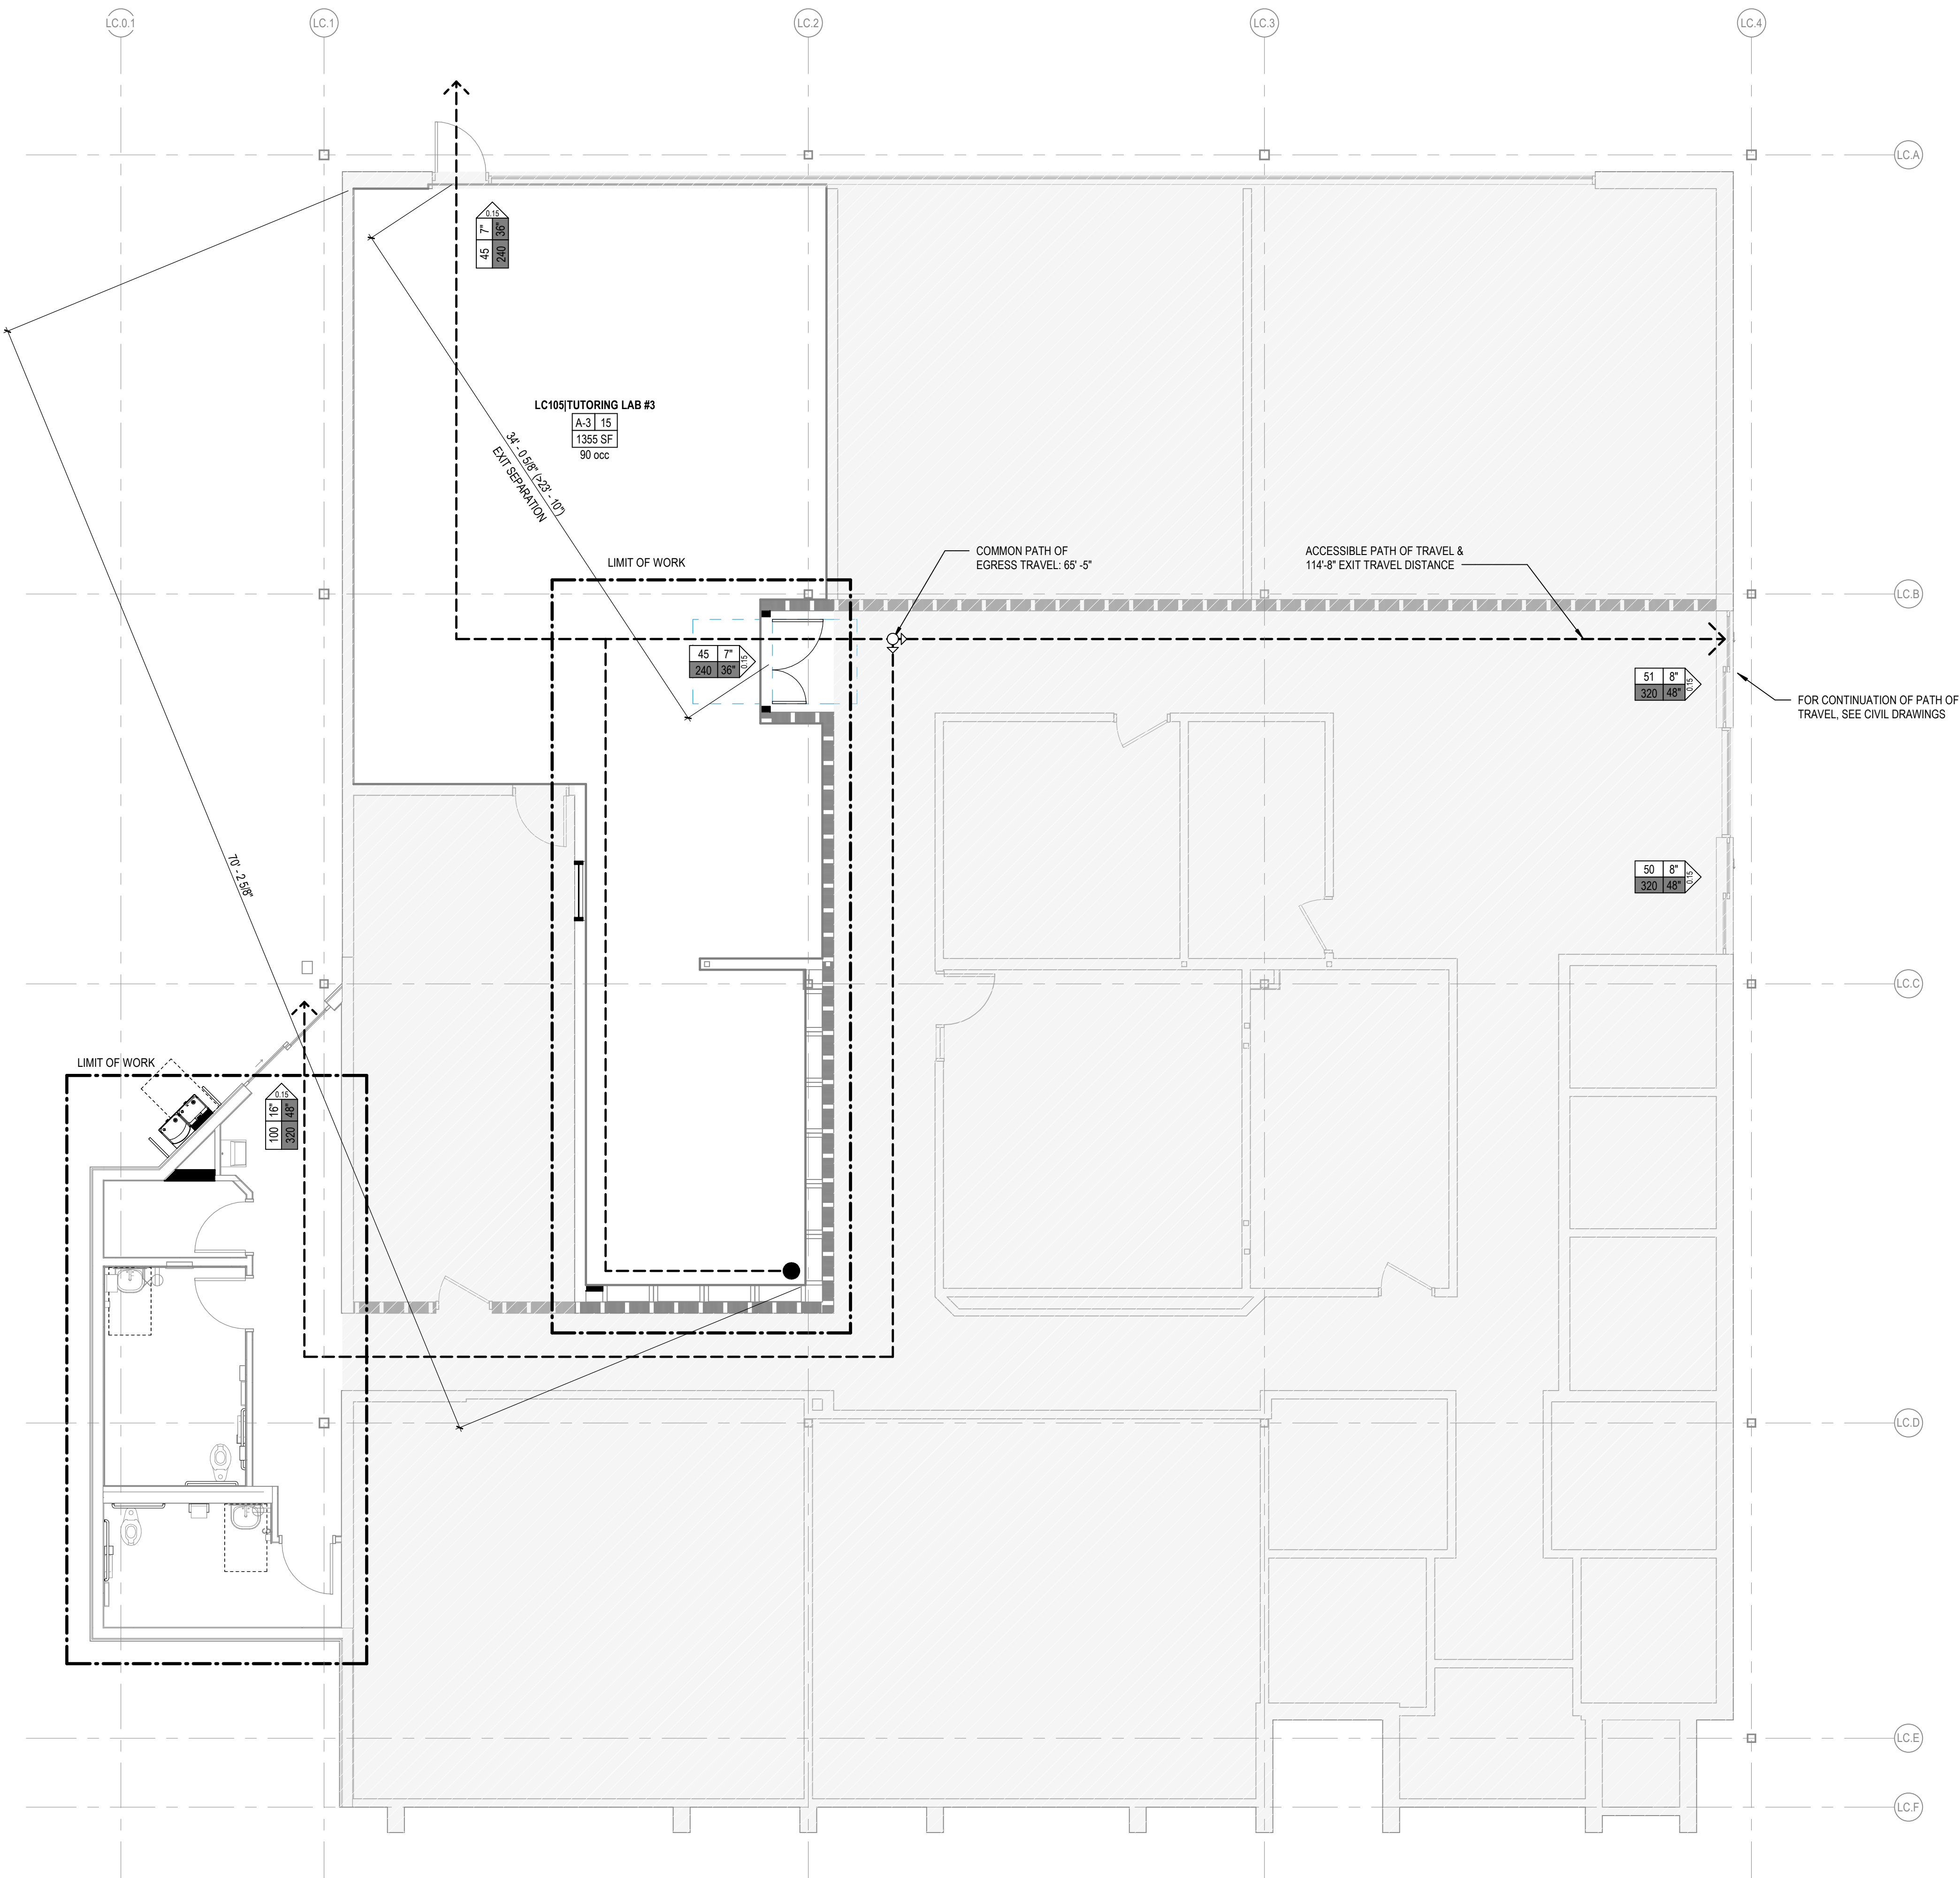 LC.0.1
LC.1
LC.2
LC.3
LC.4
LC.A
0.15
45 7"
240 36"
LC105|TUTORING LAB #3
A-3 15
1355 SF
90 occ
34' - 0 5/8" (>23' - 10")
EXIT SEPARATION
LIMIT OF WORK
COMMON PATH OF
EGRESS TRAVEL: 65' -5"
ACCESSIBLE PATH OF TRAVEL &
114'-8" EXIT TRAVEL DISTANCE
LC.B
45 7"
240 36"
0.15
51 8"
320 48"
0.15
FOR CONTINUATION OF PATH OF
TRAVEL, SEE CIVIL DRAWINGS
70' - 2 5/8"
50 8"
320 48"
0.15
LC.C
LIMIT OF WORK
0.15
100 16"
320 48"
LC.D
LC.E
LC.F